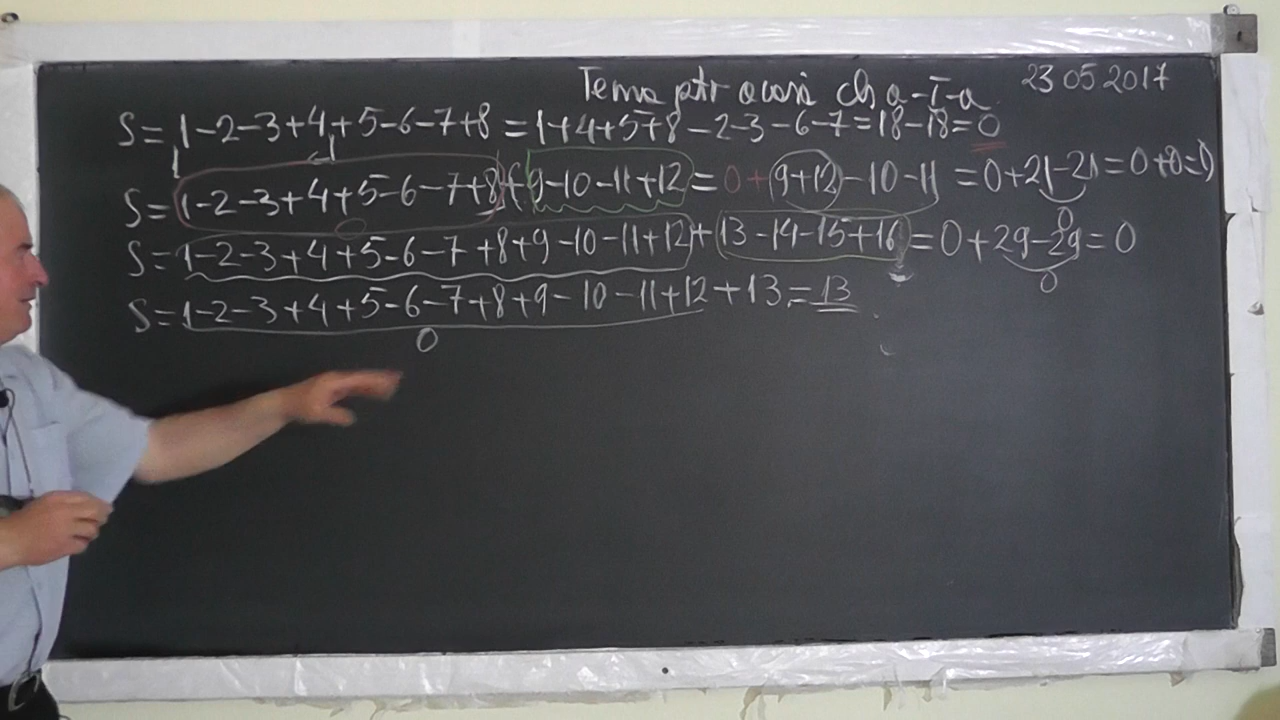 Tema ptr acasă cls a-V-a 23 05 2017
S = 1-2-3+4+5-6-7+8 = 1+4+5+8-2-3-6-7 = 18-18 = 0
S = 1-2-3+4+5-6-7+8+9-10-11+12 = 0+(9+12)-10-11 = 0+21-21 = 0+0=0
0
S = 1-2-3+4+5-6-7+8+9-10-11+12+13-14-15+16 = 0+29-29 = 0
0
S = 1-2-3+4+5-6-7+8+9-10-11+12+13 = 13
0